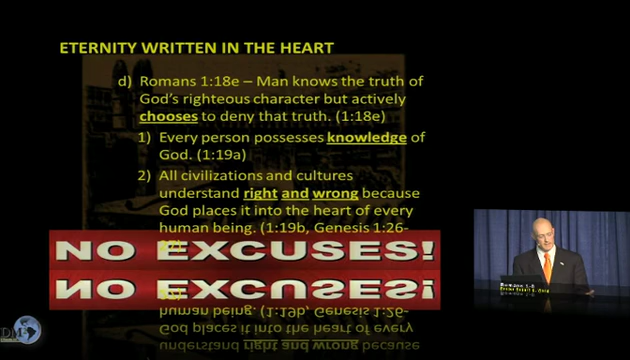 ETERNITY WRITTEN IN THE HEART
d) Romans 1:18e – Man knows the truth of
God's righteous character but actively
chooses to deny that truth. (1:18e)
1) Every person possesses knowledge of
God. (1:19a)
2) All civilizations and cultures
understand right and wrong because
God places it into the heart of every
human being. (1:19b, Genesis 1:26-
NO EXCUSES!
NO EXCUSES!
human being. (1:19b, Genesis 1:26-
God places it into the heart of every
understand right and wrong because
Romans 1-8
DM